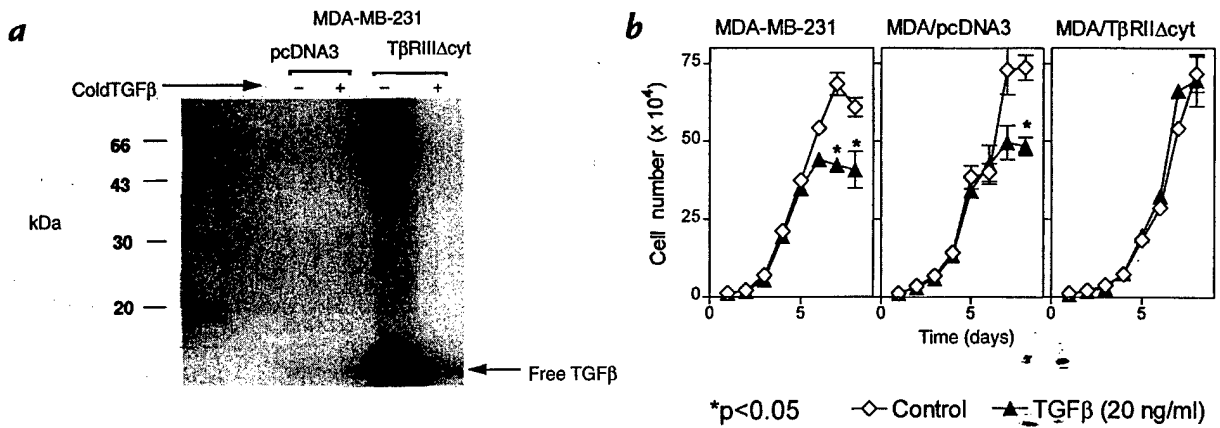 a
MDA-MB-231
pcDNA3 TβRIIIΔcyt
ColdTGFβ − + − +
66
43
kDa
30
20
Free TGFβ
b
MDA-MB-231 MDA/pcDNA3 MDA/TβRIIΔcyt
Cell number (x 10⁴)
75
50
25
0
* * *
0 5 0 5 0 5
Time (days)
*p<0.05 Control TGFβ (20 ng/ml)